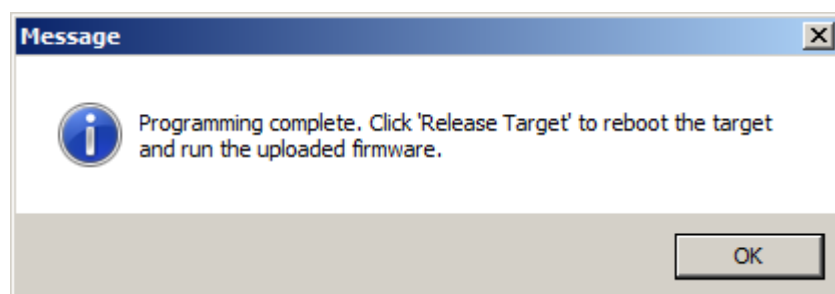 Message
Programming complete. Click 'Release Target' to reboot the target
and run the uploaded firmware.
OK